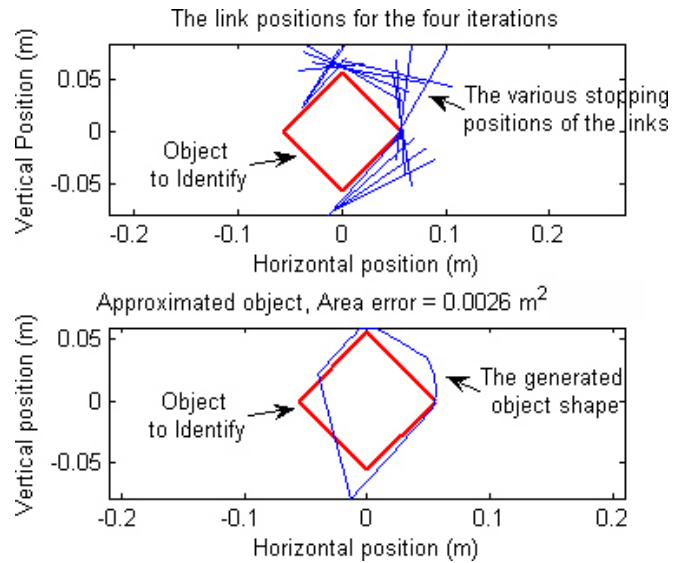 The link positions for the four iterations
Vertical Position (m)
0.05
0
-0.05
Object
to Identify
The various stopping
positions of the links
-0.2 -0.1 0 0.1 0.2
Horizontal position (m)
Approximated object, Area error = 0.0026 m²
Vertical position (m)
0.05
0
-0.05
Object
to Identify
The generated
object shape
-0.2 -0.1 0 0.1 0.2
Horizontal position (m)